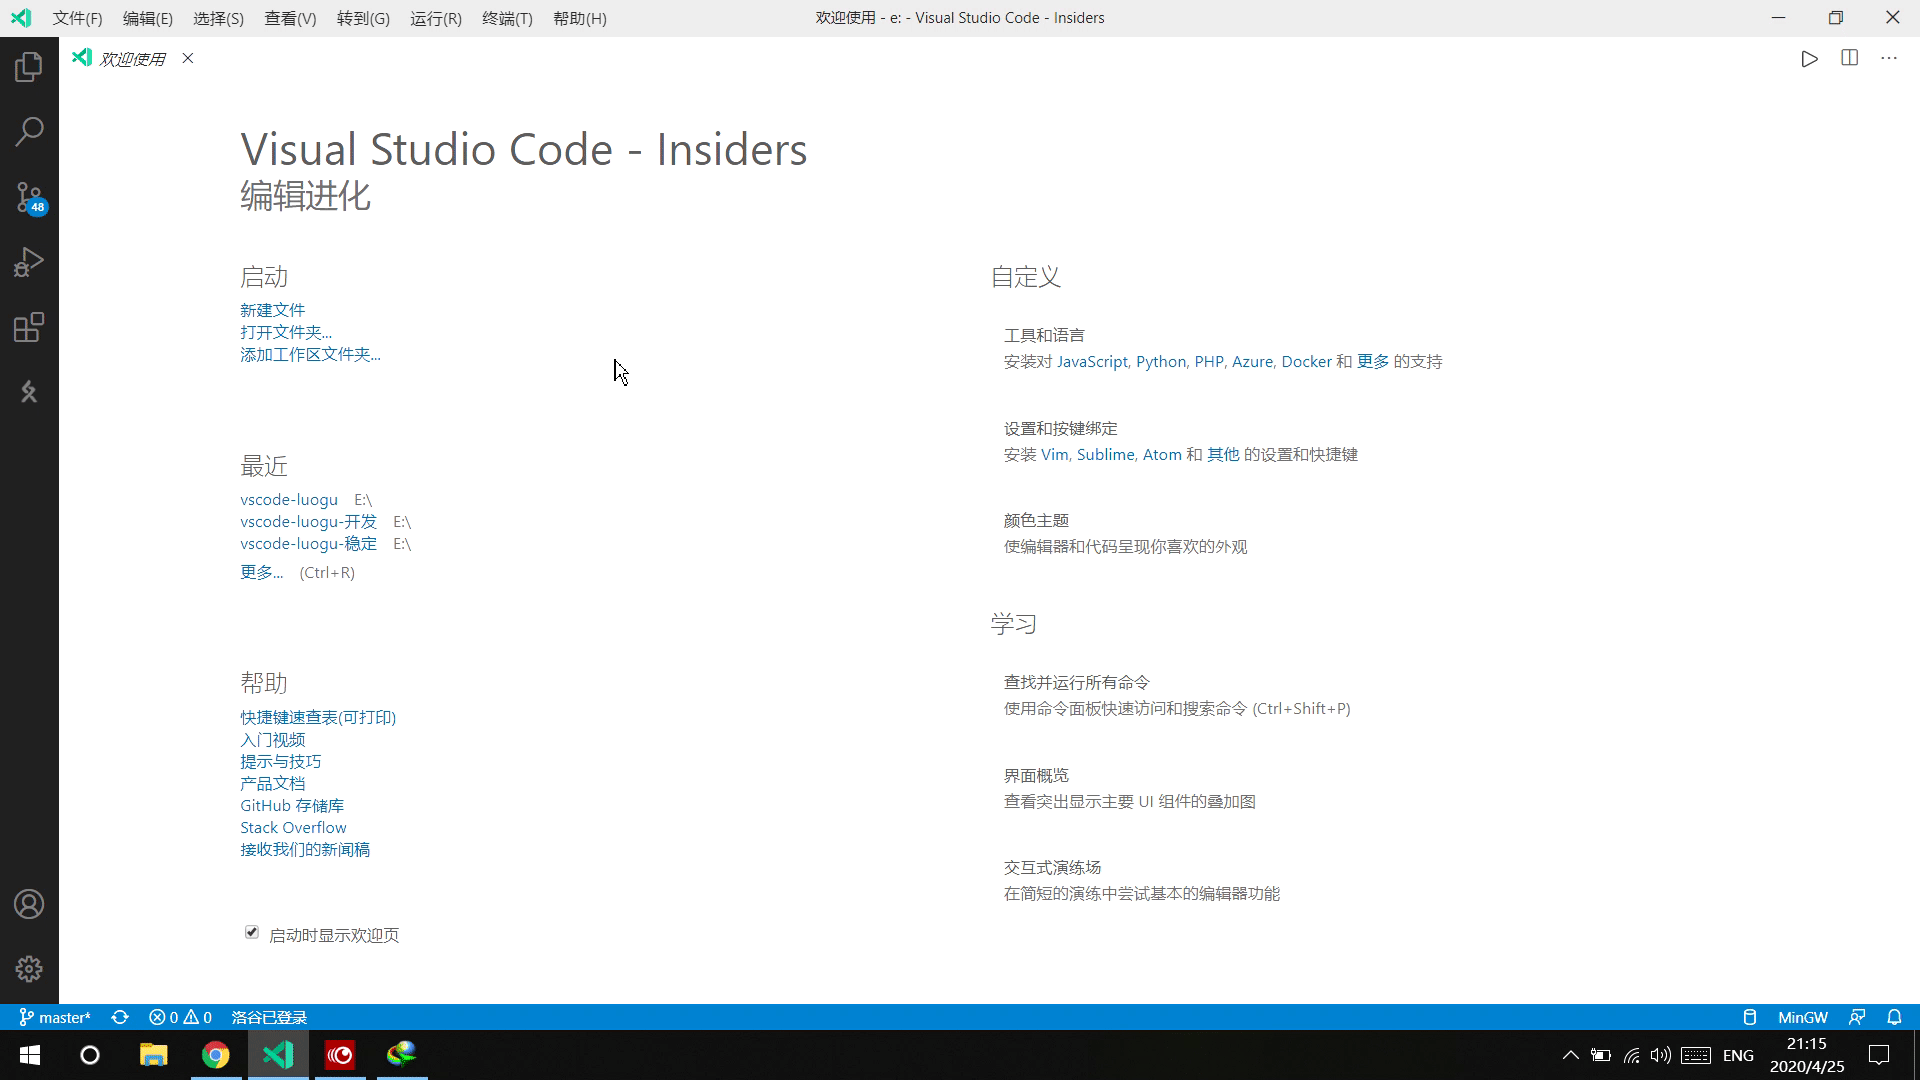 文件(F) 编辑(E) 选择(S) 查看(V) 转到(G) 运行(R) 终端(T) 帮助(H) 欢迎使用 - e: - Visual Studio Code - Insiders
欢迎使用
Visual Studio Code - Insiders
编辑进化
启动
新建文件
打开文件夹...
添加工作区文件夹...
最近
vscode-luogu E:\
vscode-luogu-开发 E:\
vscode-luogu-稳定 E:\
更多... (Ctrl+R)
帮助
快捷键速查表(可打印)
入门视频
提示与技巧
产品文档
GitHub 存储库
Stack Overflow
接收我们的新闻稿
启动时显示欢迎页
自定义
工具和语言
安装对 JavaScript, Python, PHP, Azure, Docker 和 更多 的支持
设置和按键绑定
安装 Vim, Sublime, Atom 和 其他 的设置和快捷键
颜色主题
使编辑器和代码呈现你喜欢的外观
学习
查找并运行所有命令
使用命令面板快速访问和搜索命令 (Ctrl+Shift+P)
界面概览
查看突出显示主要 UI 组件的叠加图
交互式演练场
在简短的演练中尝试基本的编辑器功能
48
master* 0 0 洛谷已登录 MinGW
ENG
21:15
2020/4/25